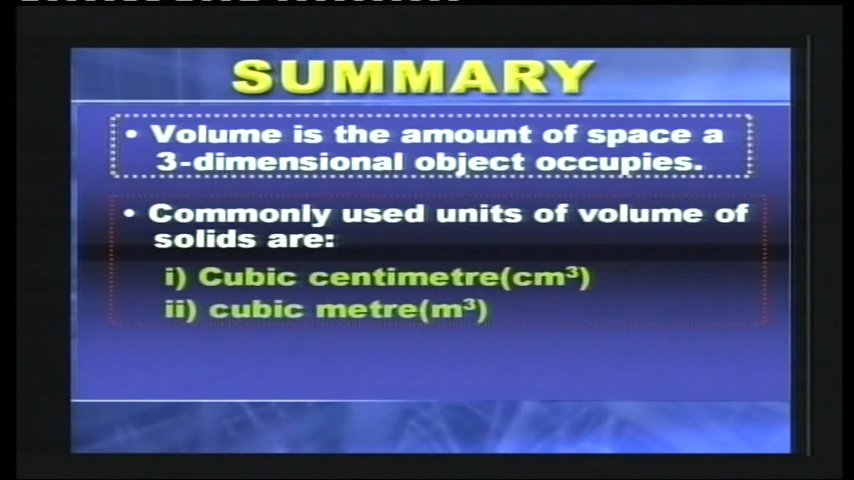 SUMMARY
• Volume is the amount of space a
3-dimensional object occupies.
• Commonly used units of volume of
solids are:
i) Cubic centimetre(cm³)
ii) cubic metre(m³)